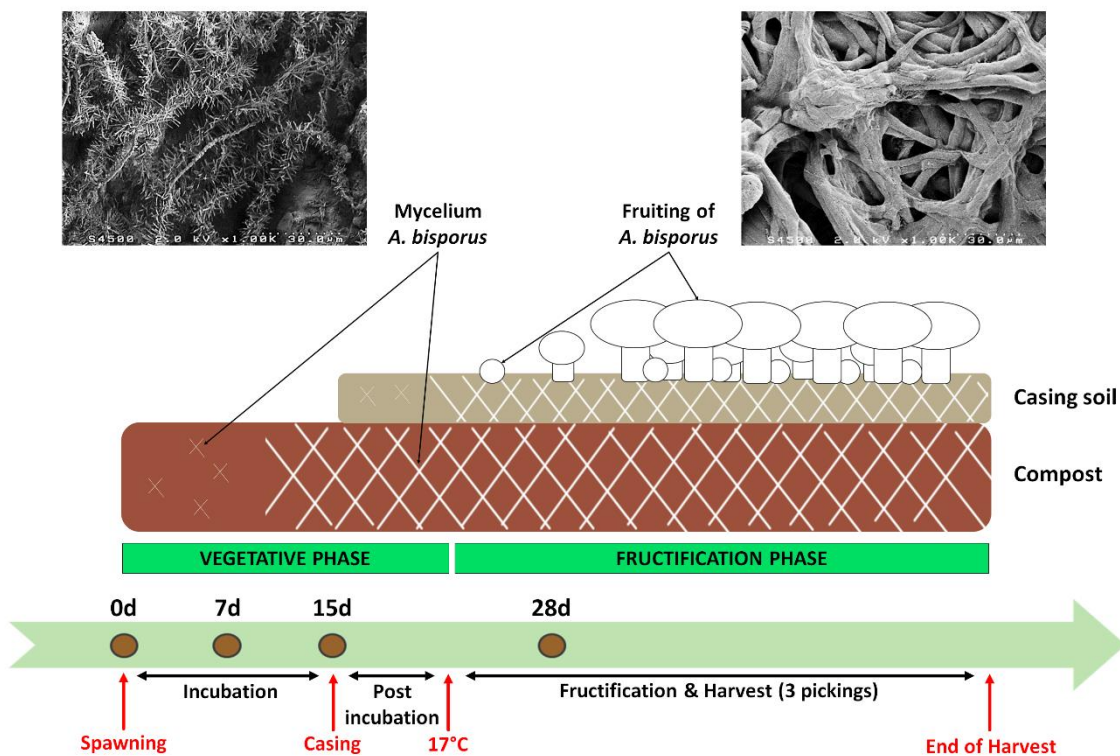 S4500 2.0 kV x1.00K 30.0μm
S4500 2.0 kV x1.00K 30.0μm
Mycelium
A. bisporus
Fruiting of
A. bisporus
Casing soil
Compost
VEGETATIVE PHASE
FRUCTIFICATION PHASE
0d
7d
15d
28d
Incubation
Post
incubation
Fructification & Harvest (3 pickings)
Spawning
Casing
17°C
End of Harvest